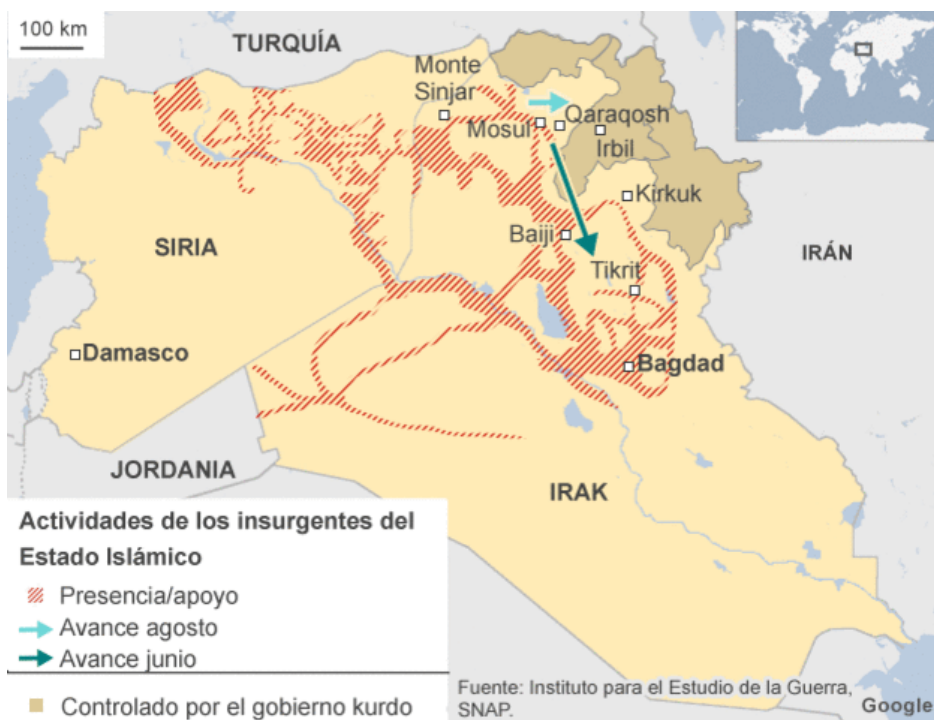 100 km
TURQUÍA
Monte
Sinjar
Mosul
Qaraqosh
Irbil
Kirkuk
SIRIA
Baiji
IRÁN
Tikrit
Damasco
Bagdad
JORDANIA
IRAK
Actividades de los insurgentes del
Estado Islámico
Presencia/apoyo
Avance agosto
Avance junio
Controlado por el gobierno kurdo
Fuente: Instituto para el Estudio de la Guerra,
SNAP.
Google